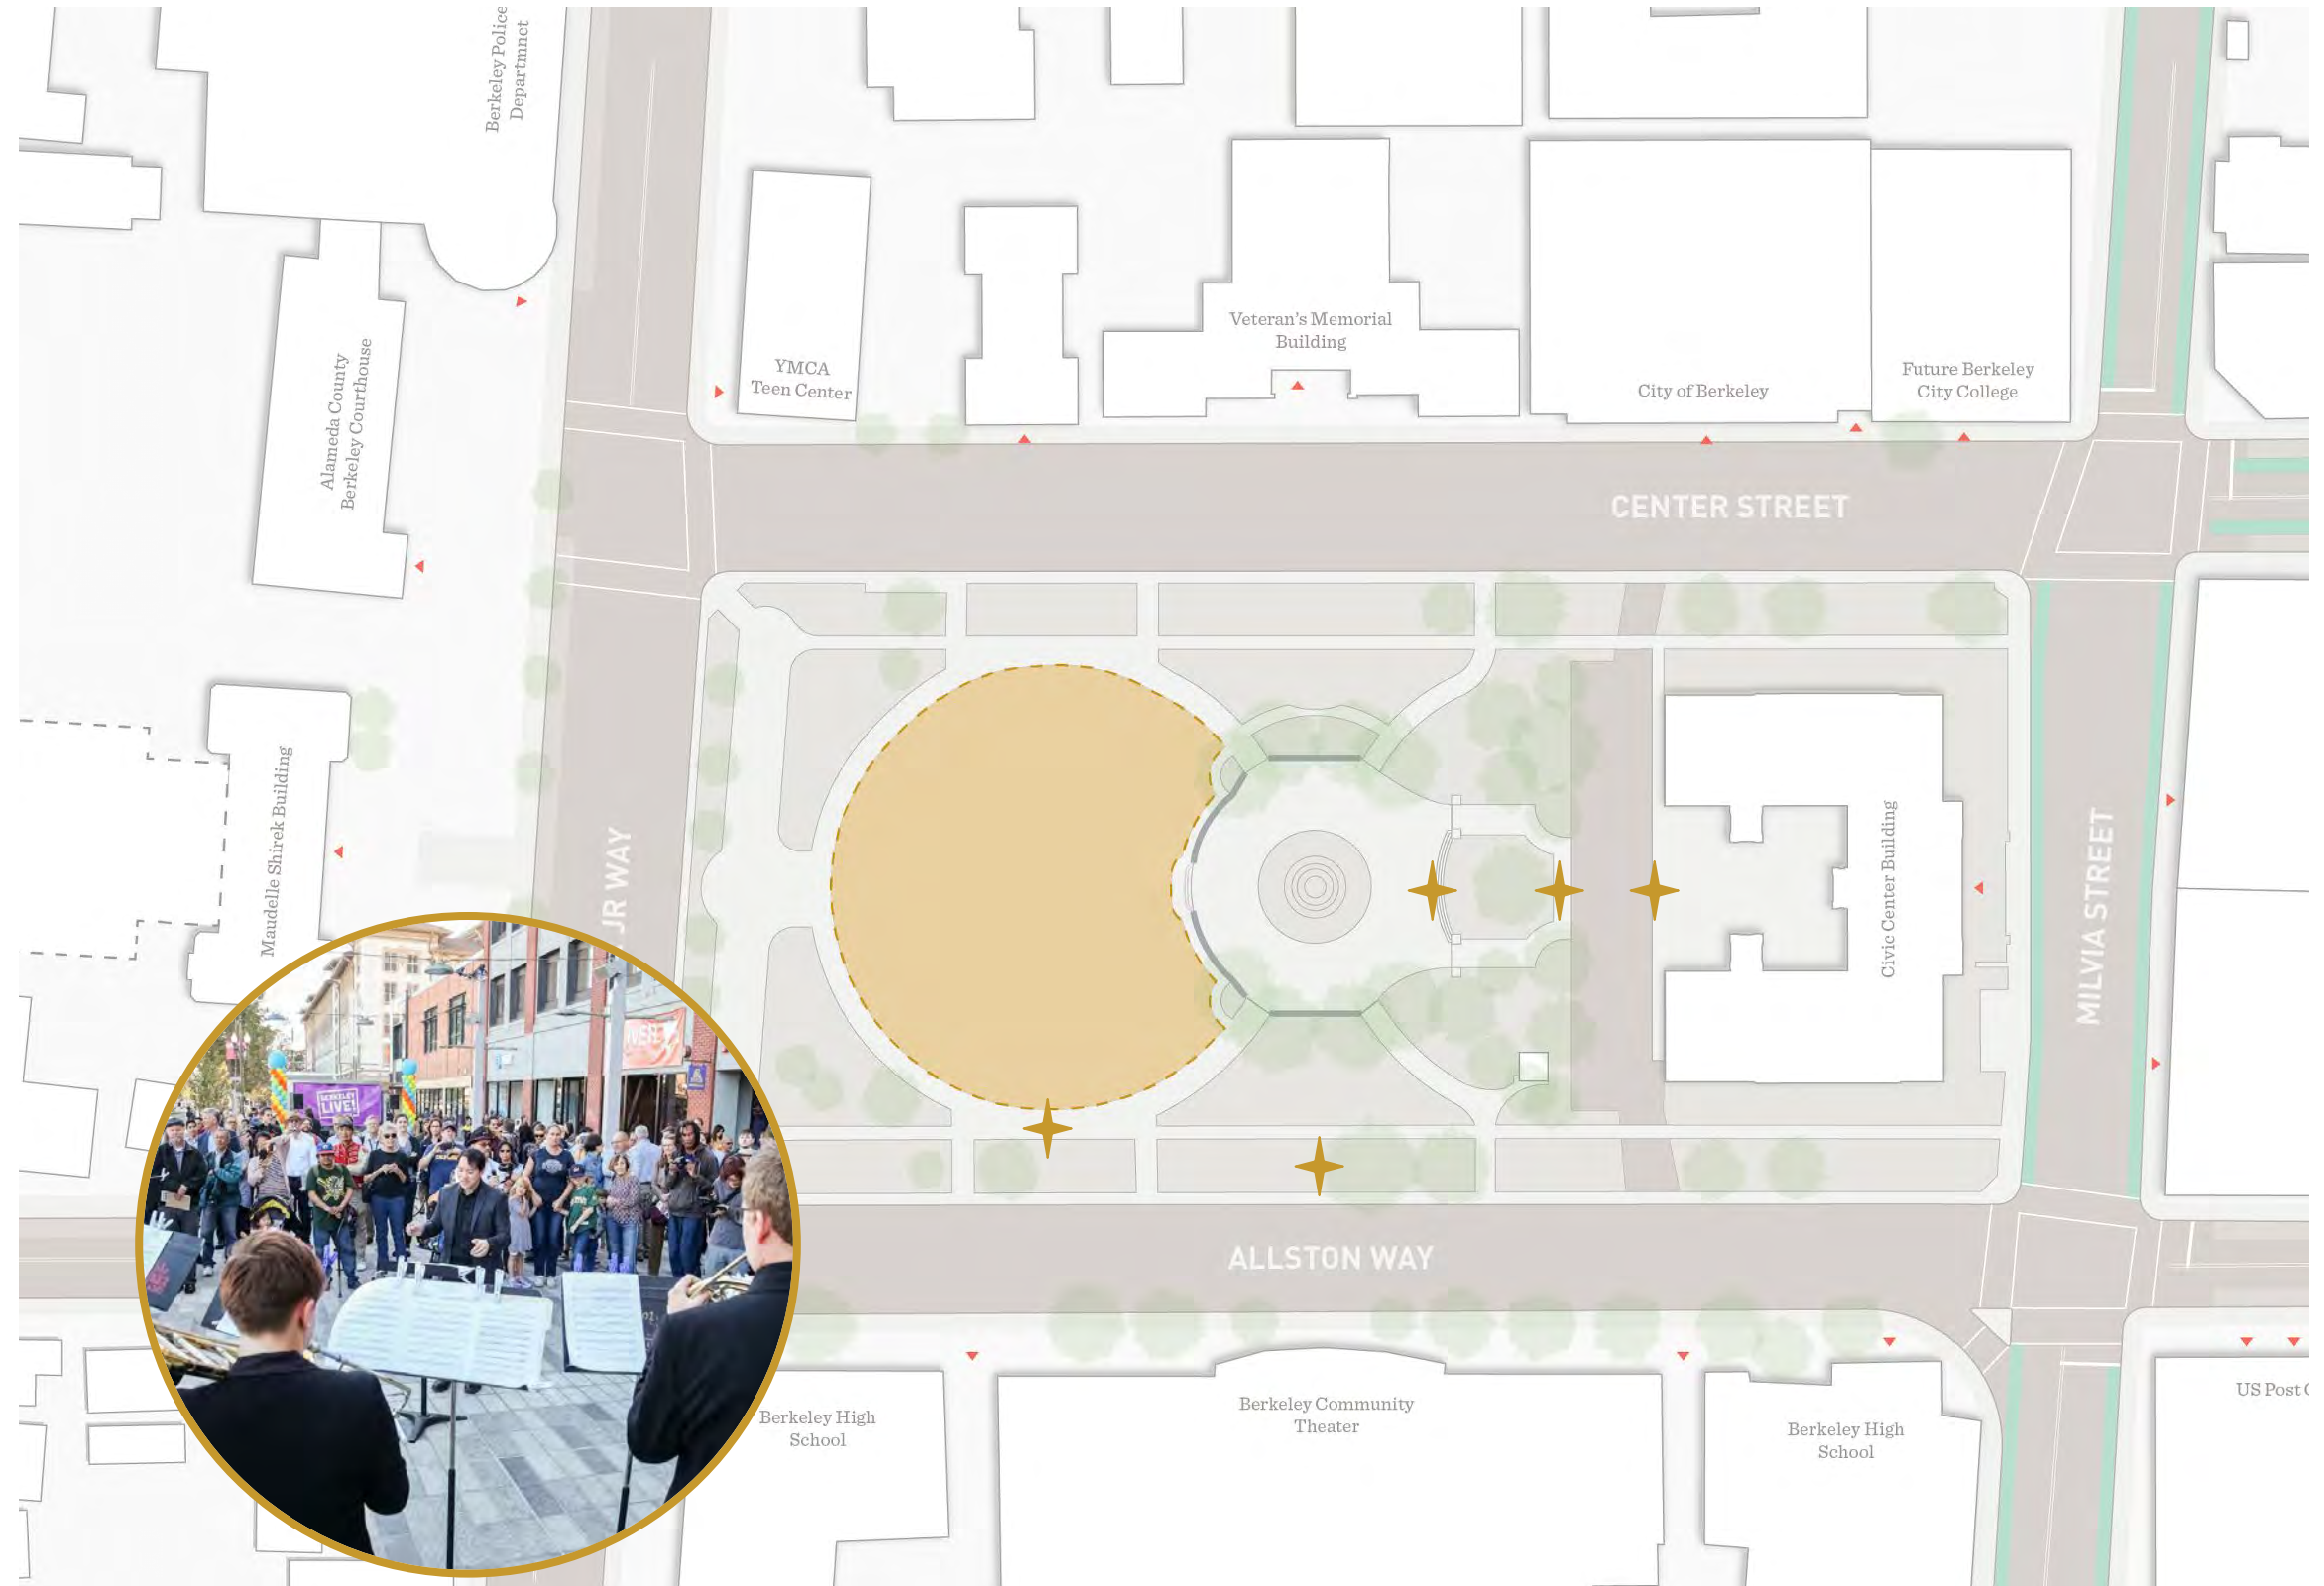 Berkeley Police
Departmnet
Alameda County
Berkeley Courthouse
YMCA
Teen Center
Veteran's Memorial
Building
City of Berkeley
Future Berkeley
City College
CENTER STREET
Maudelle Shirek Building
JR WAY
Civic Center Building
MILVIA STREET
BERKELEY
LIVE!
ALLSTON WAY
Berkeley High
School
Berkeley Community
Theater
Berkeley High
School
US Post